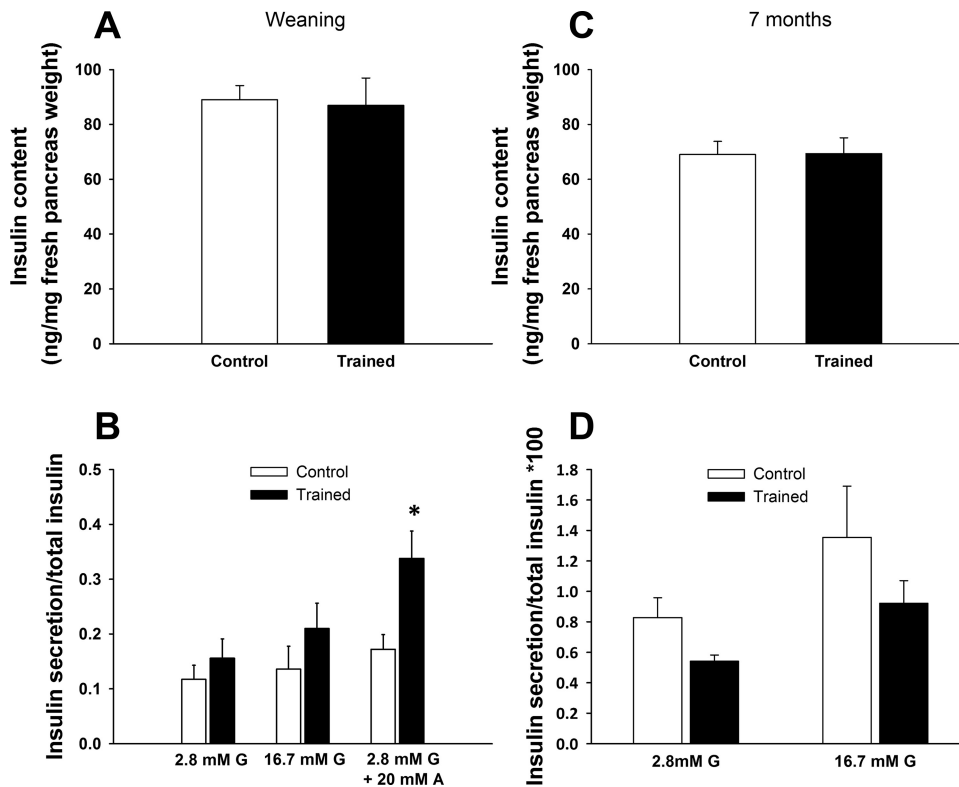 A
Weaning
Insulin content
(ng/mg fresh pancreas weight)
100
80
60
40
20
0
Control
Trained
C
7 months
Insulin content
(ng/mg fresh pancreas weight)
100
80
60
40
20
0
Control
Trained
B
Insulin secretion/total insulin
0.5
0.4
0.3
0.2
0.1
0.0
Control
Trained
*
2.8 mM G
16.7 mM G
2.8 mM G
+ 20 mM A
D
Insulin secretion/total insulin *100
1.8
1.6
1.4
1.2
1.0
0.8
0.6
0.4
0.2
0.0
Control
Trained
2.8mM G
16.7 mM G